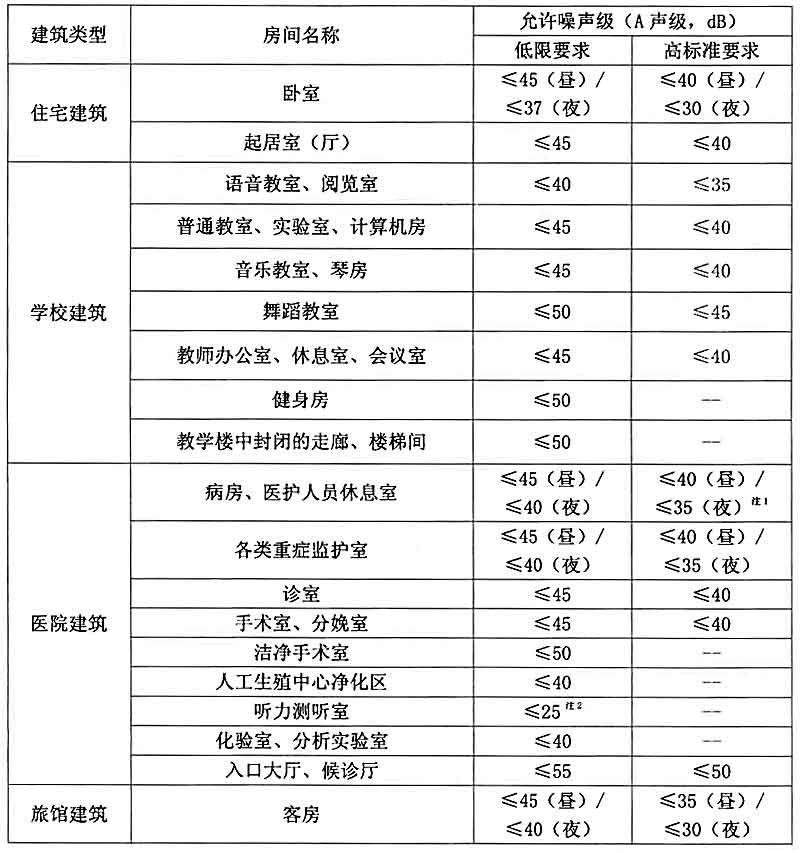 建筑类型 房间名称 允许噪声级（A声级，dB）
低限要求 高标准要求
住宅建筑 卧室 ≤45（昼）/ ≤40（昼）/
≤37（夜） ≤30（夜）
起居室（厅） ≤45 ≤40
学校建筑 语音教室、阅览室 ≤40 ≤35
普通教室、实验室、计算机房 ≤45 ≤40
音乐教室、琴房 ≤45 ≤40
舞蹈教室 ≤50 ≤45
教师办公室、休息室、会议室 ≤45 ≤40
健身房 ≤50 --
教学楼中封闭的走廊、楼梯间 ≤50 --
医院建筑 病房、医护人员休息室 ≤45（昼）/ ≤40（昼）/
≤40（夜） ≤35（夜）注1
各类重症监护室 ≤45（昼）/ ≤40（昼）/
≤40（夜） ≤35（夜）
诊室 ≤45 ≤40
手术室、分娩室 ≤45 ≤40
洁净手术室 ≤50 --
人工生殖中心净化区 ≤40 --
听力测听室 ≤25注2 --
化验室、分析实验室 ≤40 --
入口大厅、候诊厅 ≤55 ≤50
旅馆建筑 客房 ≤45（昼）/ ≤35（昼）/
≤40（夜） ≤30（夜）